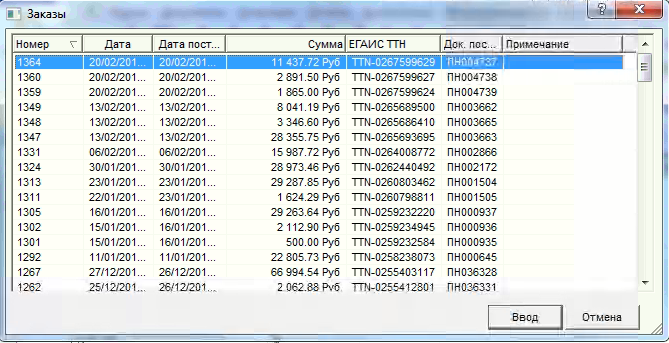 Заказы
Номер Дата Дата пост... Сумма ЕГАИС ТТН Док. пос... Примечание
1364 20/02/201... 20/02/201... 11 437.72 Руб TTN-0267599629 ПН004737
1360 20/02/201... 20/02/201... 2 891.50 Руб TTN-0267599627 ПН004738
1359 20/02/201... 20/02/201... 1 865.00 Руб TTN-0267599624 ПН004739
1349 13/02/201... 13/02/201... 8 041.19 Руб TTN-0265689500 ПН003662
1348 13/02/201... 13/02/201... 3 346.60 Руб TTN-0265686410 ПН003665
1347 13/02/201... 13/02/201... 28 355.75 Руб TTN-0265693695 ПН003663
1331 06/02/201... 06/02/201... 15 987.72 Руб TTN-0264008772 ПН002866
1324 30/01/201... 30/01/201... 28 973.46 Руб TTN-0262440492 ПН002172
1313 23/01/201... 23/01/201... 29 287.85 Руб TTN-0260803462 ПН001504
1311 22/01/201... 23/01/201... 1 624.29 Руб TTN-0260798811 ПН001505
1305 16/01/201... 16/01/201... 29 263.64 Руб TTN-0259232220 ПН000937
1302 15/01/201... 16/01/201... 2 112.90 Руб TTN-0259234945 ПН000936
1301 15/01/201... 16/01/201... 500.00 Руб TTN-0259232584 ПН000935
1292 11/01/201... 11/01/201... 22 805.73 Руб TTN-0258238073 ПН000645
1267 27/12/201... 26/12/201... 66 994.54 Руб TTN-0255403117 ПН036328
1262 25/12/201... 26/12/201... 2 062.88 Руб TTN-0255412801 ПН036331
Ввод Отмена